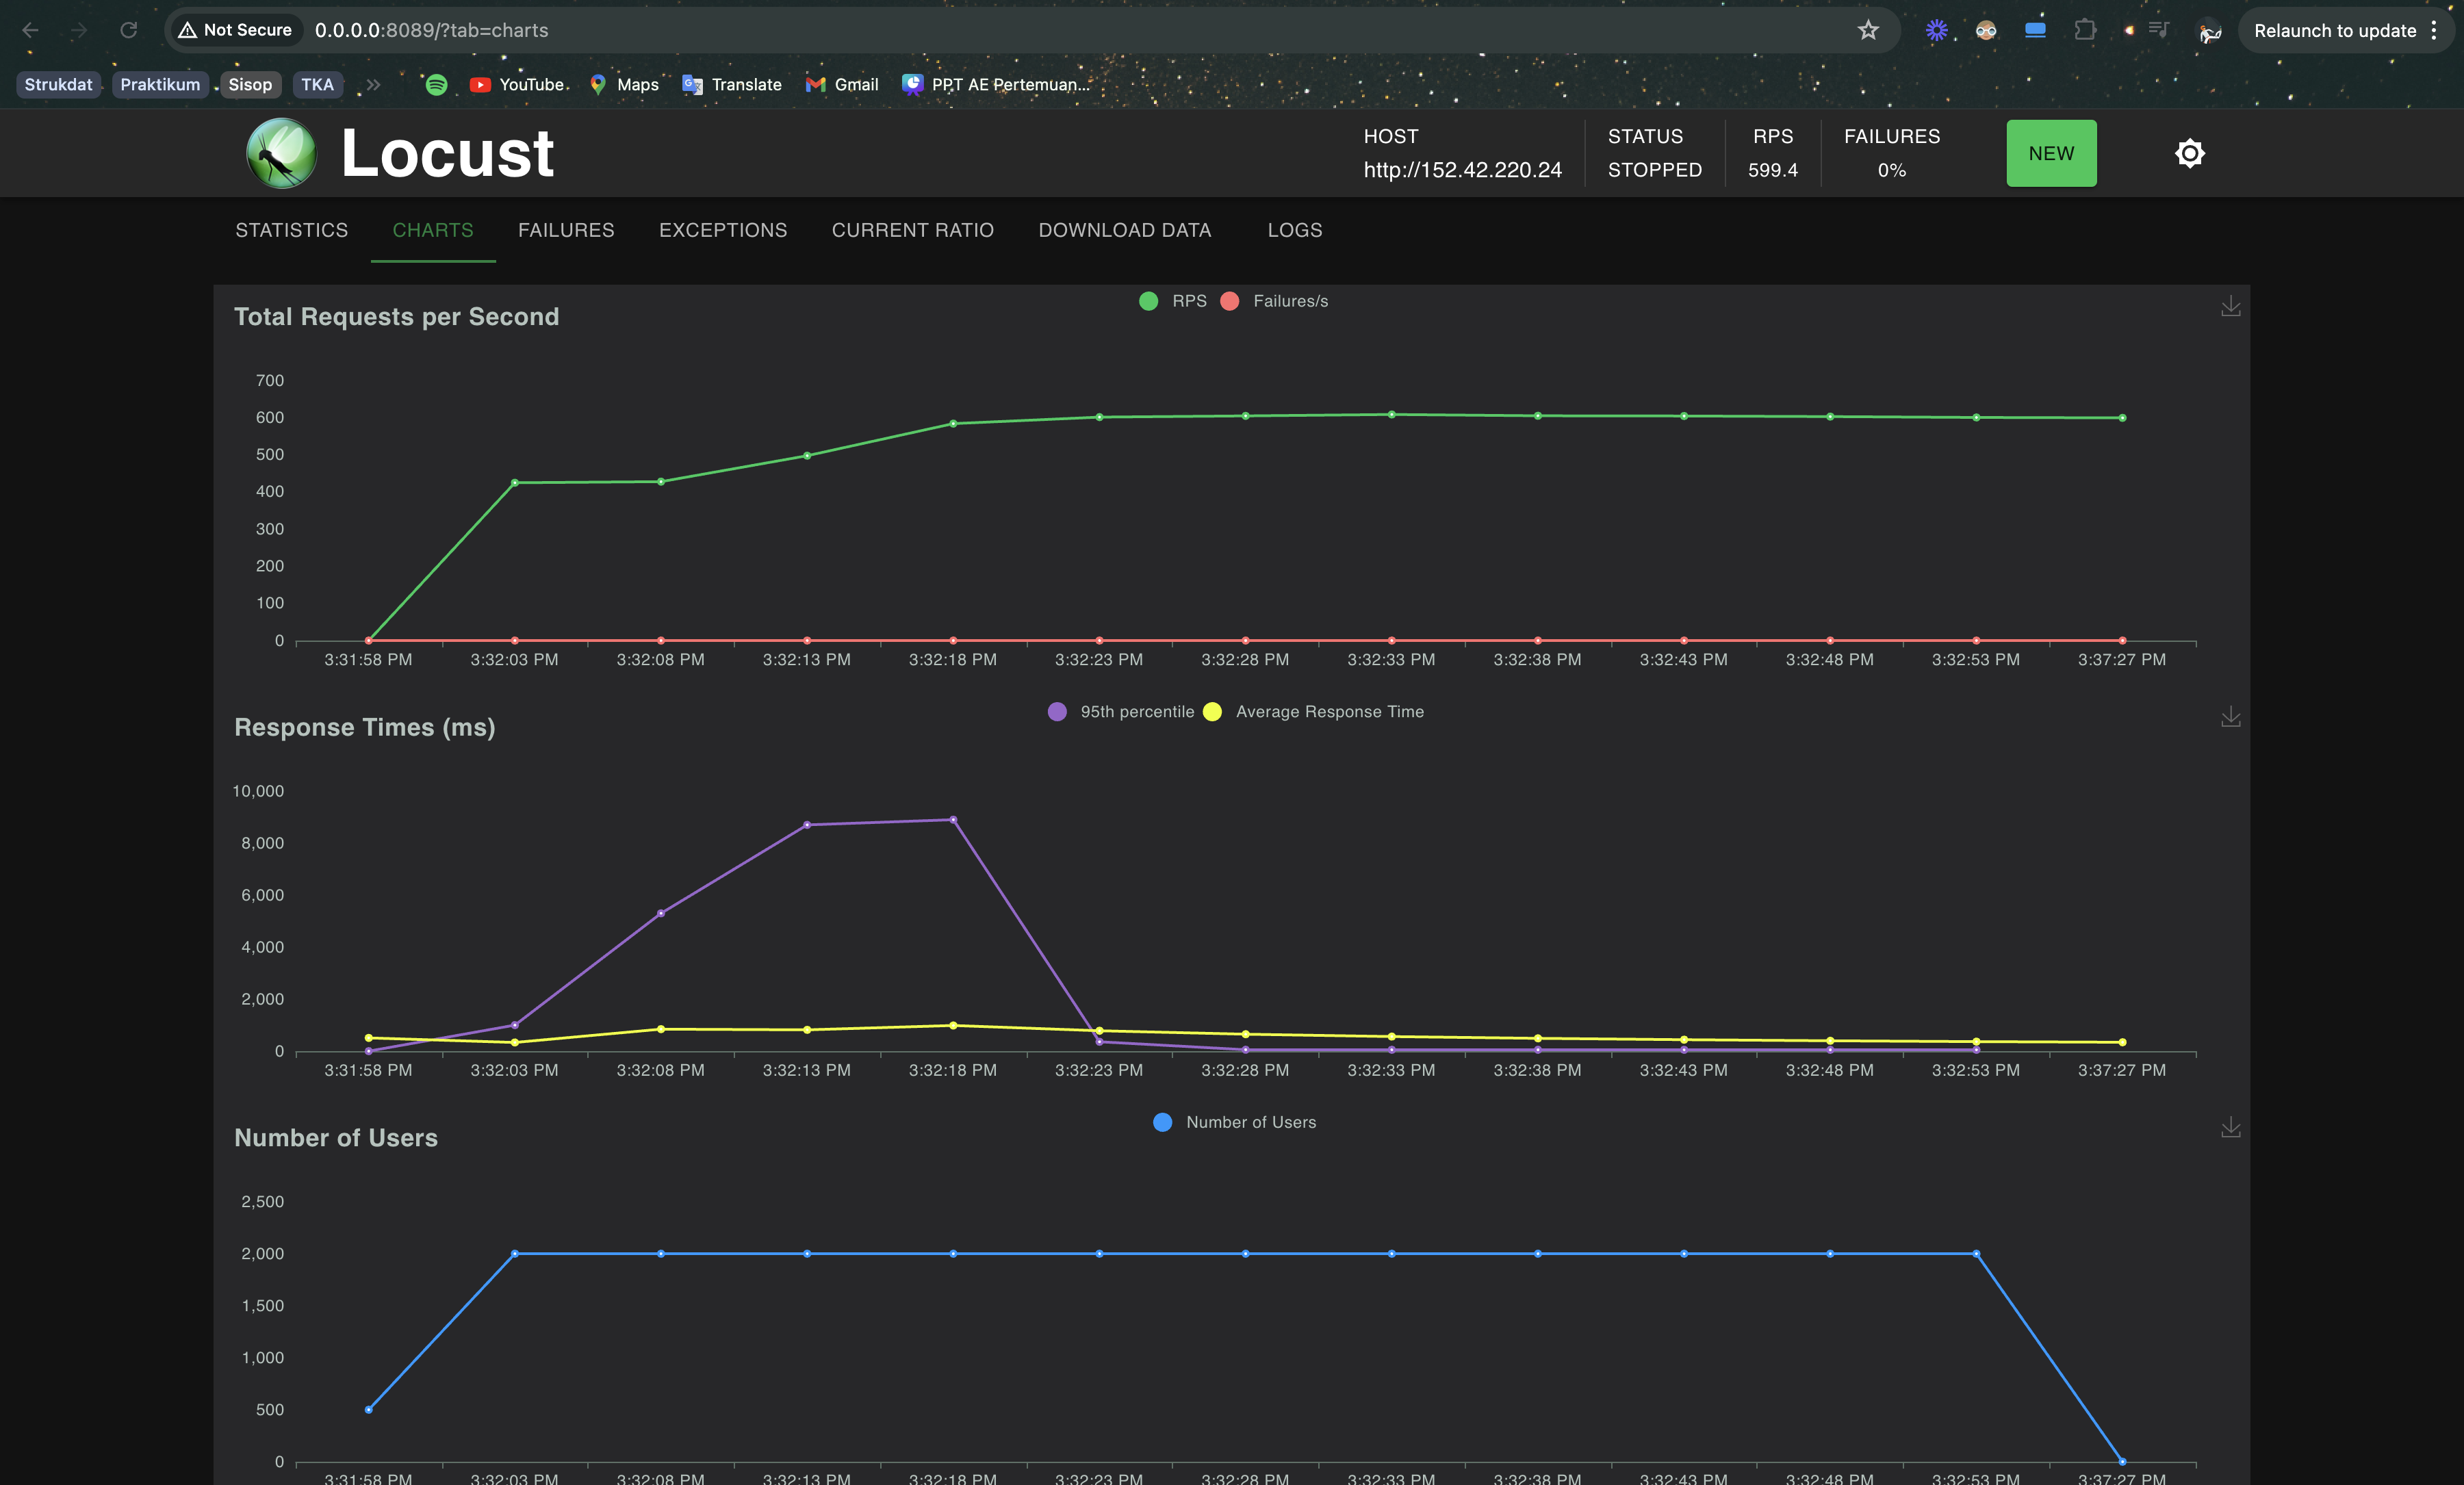 Not Secure 0.0.0.0:8089/?tab=charts Relaunch to update
Strukdat Praktikum Sisop TKA YouTube Maps Translate Gmail PPT AE Pertemuan...
Locust
HOST STATUS RPS FAILURES
http://152.42.220.24 STOPPED 599.4 0%
NEW
STATISTICS CHARTS FAILURES EXCEPTIONS CURRENT RATIO DOWNLOAD DATA LOGS
RPS Failures/s
Total Requests per Second
700
600
500
400
300
200
100
0
3:31:58 PM 3:32:03 PM 3:32:08 PM 3:32:13 PM 3:32:18 PM 3:32:23 PM 3:32:28 PM 3:32:33 PM 3:32:38 PM 3:32:43 PM 3:32:48 PM 3:32:53 PM 3:37:27 PM
95th percentile Average Response Time
Response Times (ms)
10,000
8,000
6,000
4,000
2,000
0
3:31:58 PM 3:32:03 PM 3:32:08 PM 3:32:13 PM 3:32:18 PM 3:32:23 PM 3:32:28 PM 3:32:33 PM 3:32:38 PM 3:32:43 PM 3:32:48 PM 3:32:53 PM 3:37:27 PM
Number of Users
Number of Users
2,500
2,000
1,500
1,000
500
0
3:31:58 PM 3:32:03 PM 3:32:08 PM 3:32:13 PM 3:32:18 PM 3:32:23 PM 3:32:28 PM 3:32:33 PM 3:32:38 PM 3:32:43 PM 3:32:48 PM 3:32:53 PM 3:37:27 PM